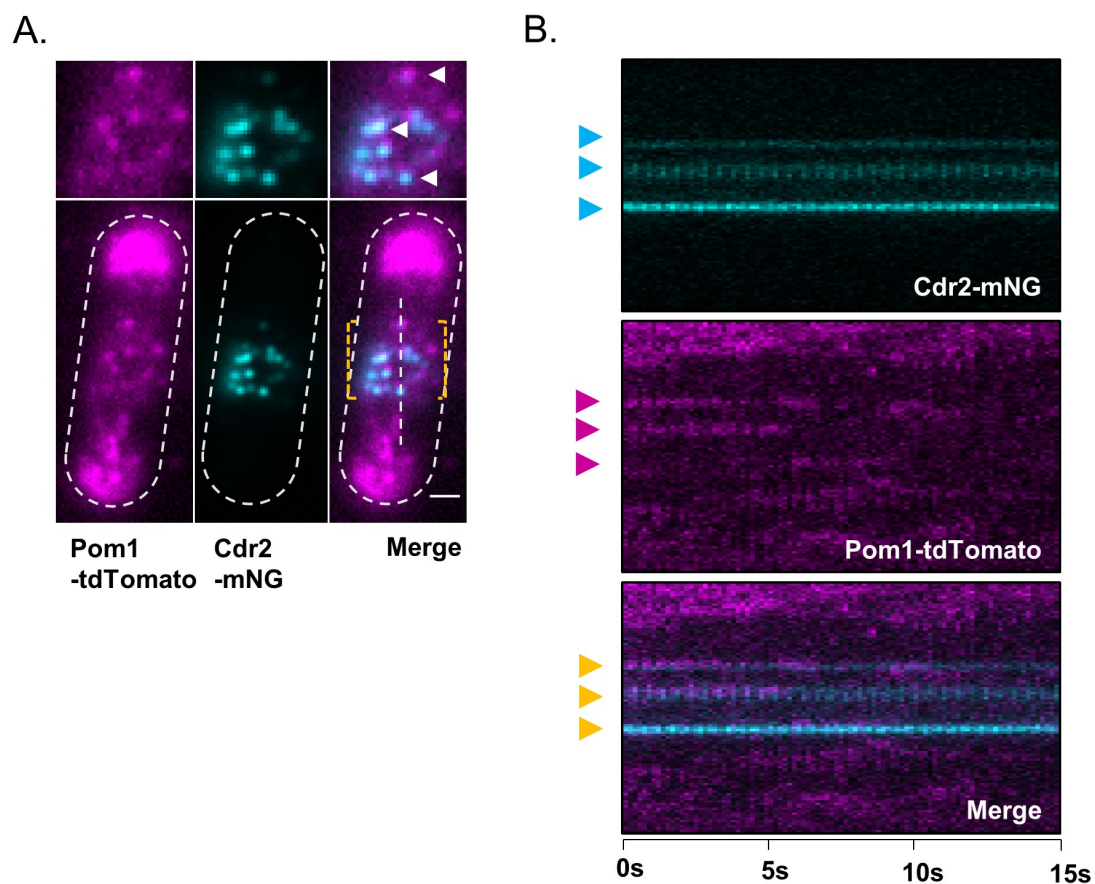 A.
B.
Pom1
-tdTomato
Cdr2
-mNG
Merge
Cdr2-mNG
Pom1-tdTomato
Merge
0s
5s
10s
15s